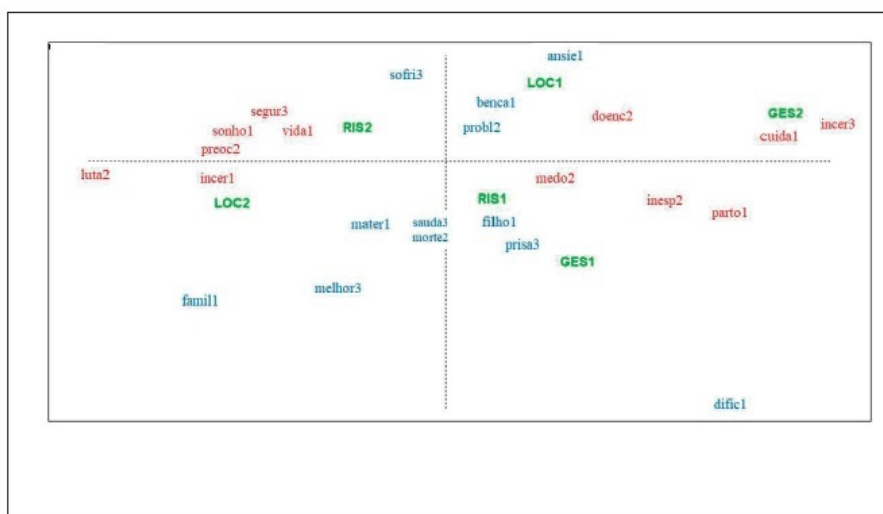 ansie1
sofri3
LOC1
benca1
segur3
doenc2
GES2
incer3
sonho1
vida1
RIS2
probl2
cuida1
preoc2
luta2
incer1
medo2
RIS1
inesp2
LOC2
parto1
mater1
sauda3
filho1
morte2
prisa3
GES1
melhor3
famil1
dific1